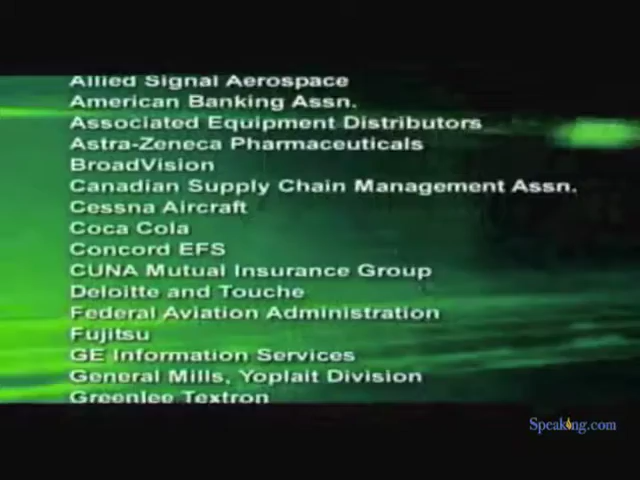 Allied Signal Aerospace
American Banking Assn.
Associated Equipment Distributors
Astra-Zeneca Pharmaceuticals
BroadVision
Canadian Supply Chain Management Assn.
Cessna Aircraft
Coca Cola
Concord EFS
CUNA Mutual Insurance Group
Deloitte and Touche
Federal Aviation Administration
Fujitsu
GE Information Services
General Mills, Yoplait Division
Greenlee Textron
Speaking.com